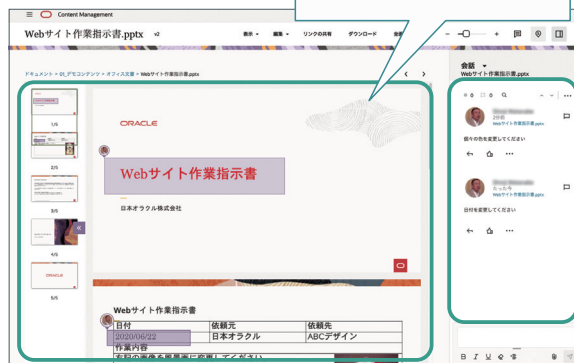 Content Management
Webサイト作業指示書.pptx v2
表示 編集 リンクの共有 ダウンロード
ドキュメント > 01_デモコンテンツ > オフィス文書 > Webサイト作業指示書.pptx
1/5
2/5
3/5
4/5
ORACLE
5/5
ORACLE
Webサイト作業指示書
日本オラクル株式会社
Webサイト作業指示書
日付 依頼元 依頼先
2020/06/22 日本オラクル ABCデザイン
作業内容
会話
Webサイト作業指示書.pptx
2分前
Webサイト作業指示書.pptx
個々の色を変更してください
たった今
Webサイト作業指示書.pptx
日付を変更してください
B I U